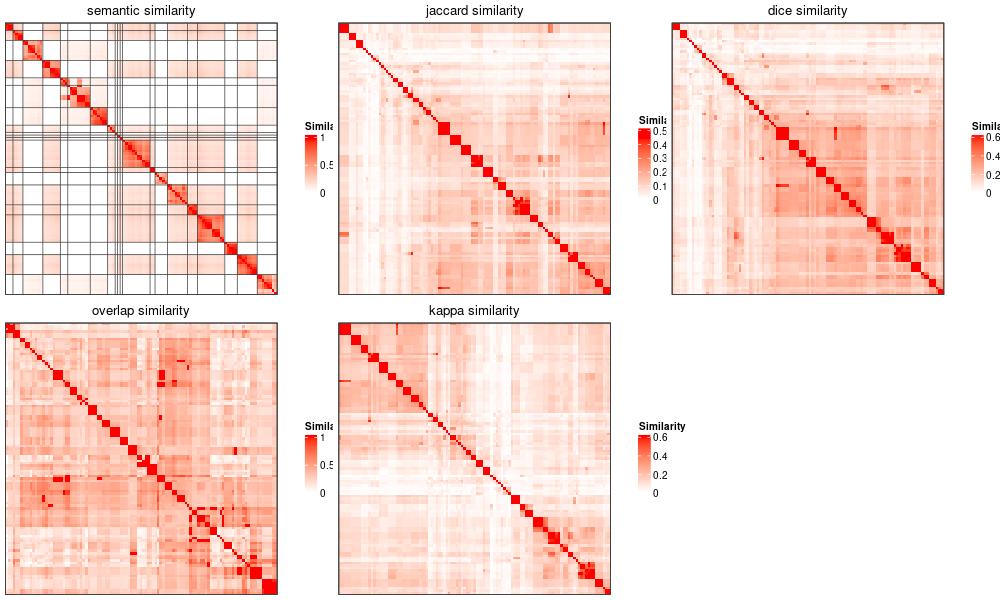 semantic similarity
jaccard similarity
dice similarity
Simila
1
0.5
0
Simila
0.5
0.4
0.3
0.2
0.1
0
Simila
0.6
0.4
0.2
0
overlap similarity
kappa similarity
Simila
1
0.5
0
Similarity
0.6
0.4
0.2
0